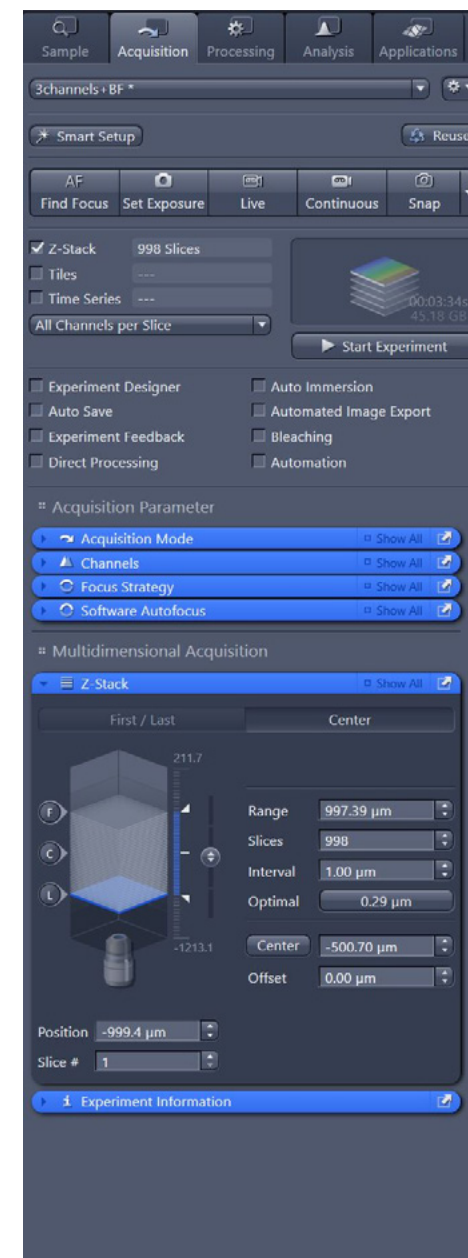 Sample Acquisition Processing Analysis Applications
3channels+BF *
Smart Setup Reuse
AF
Find Focus Set Exposure Live Continuous Snap
Z-Stack 998 Slices
Tiles ---
Time Series ---
00:03:34s
45.18 GB
All Channels per Slice
Start Experiment
Experiment Designer Auto Immersion
Auto Save Automated Image Export
Experiment Feedback Bleaching
Direct Processing Automation
Acquisition Parameter
Acquisition Mode Show All
Channels Show All
Focus Strategy Show All
Software Autofocus Show All
Multidimensional Acquisition
Z-Stack Show All
First / Last Center
211.7
F
C
L
-1213.1
Range 997.39 µm
Slices 998
Interval 1.00 µm
Optimal 0.29 µm
Center -500.70 µm
Offset 0.00 µm
Position -999.4 µm
Slice # 1
Experiment Information